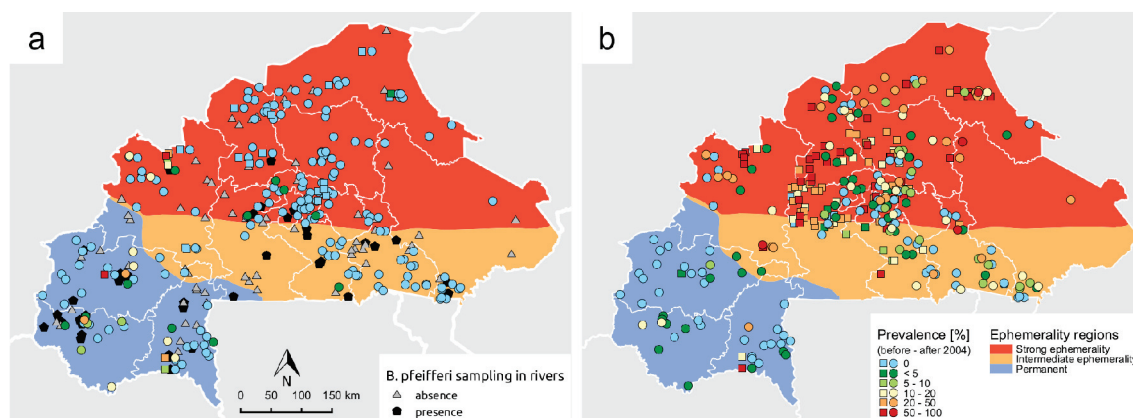 a
N
0 50 100 150 km
B. pfeifferi sampling in rivers
absence
presence
b
Prevalence [%]
(before - after 2004)
0
< 5
5 - 10
10 - 20
20 - 50
50 - 100
Ephemerality regions
Strong ephemerality
Intermediate ephemerality
Permanent